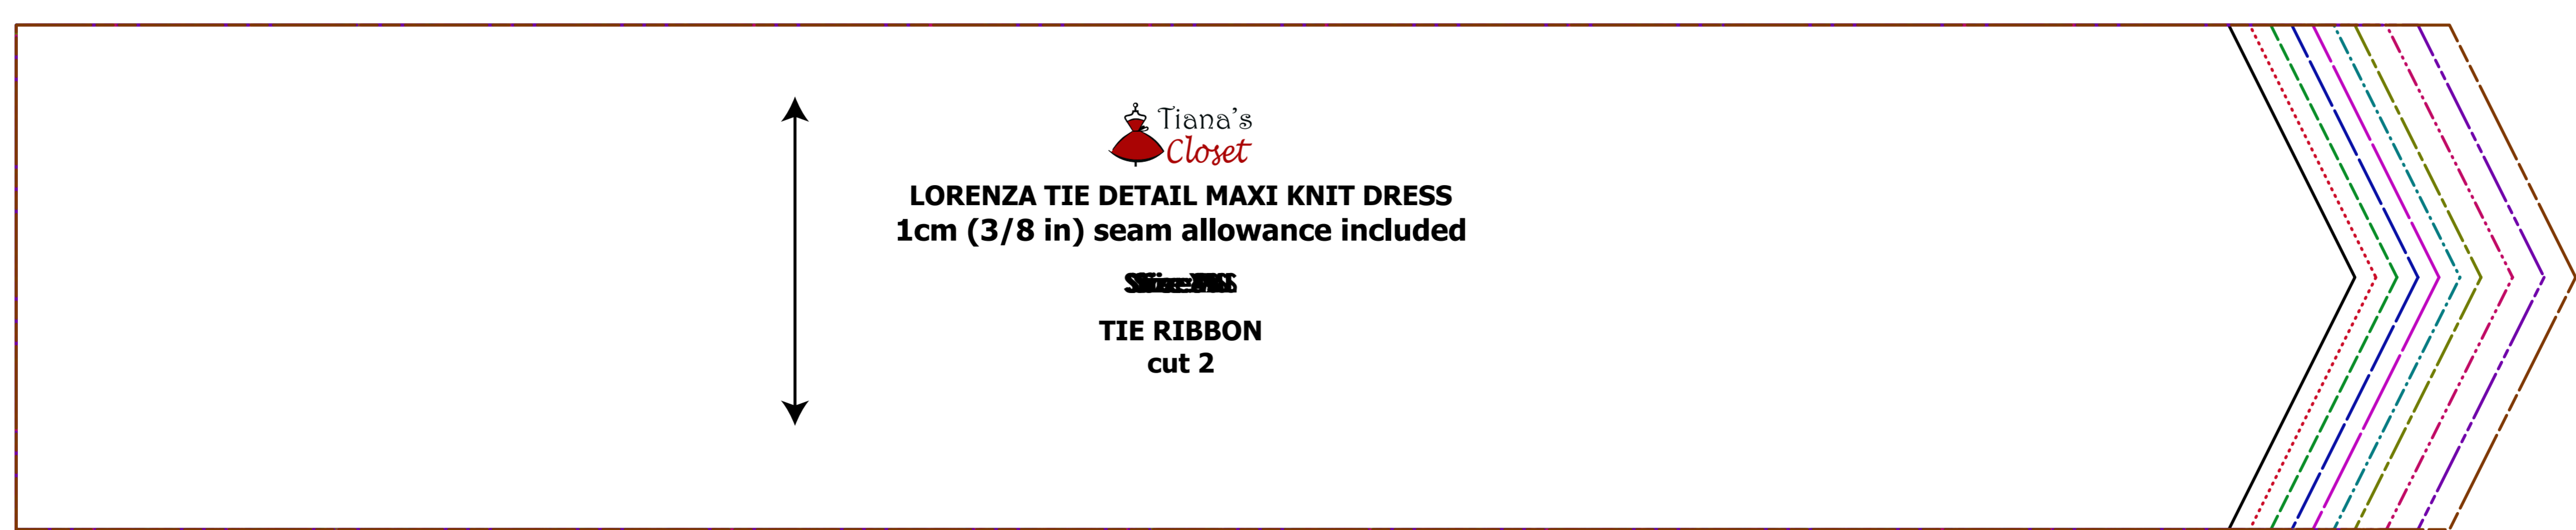 Tiana's
Closet
LORENZA TIE DETAIL MAXI KNIT DRESS
1cm (3/8 in) seam allowance included
TIE RIBBON
cut 2